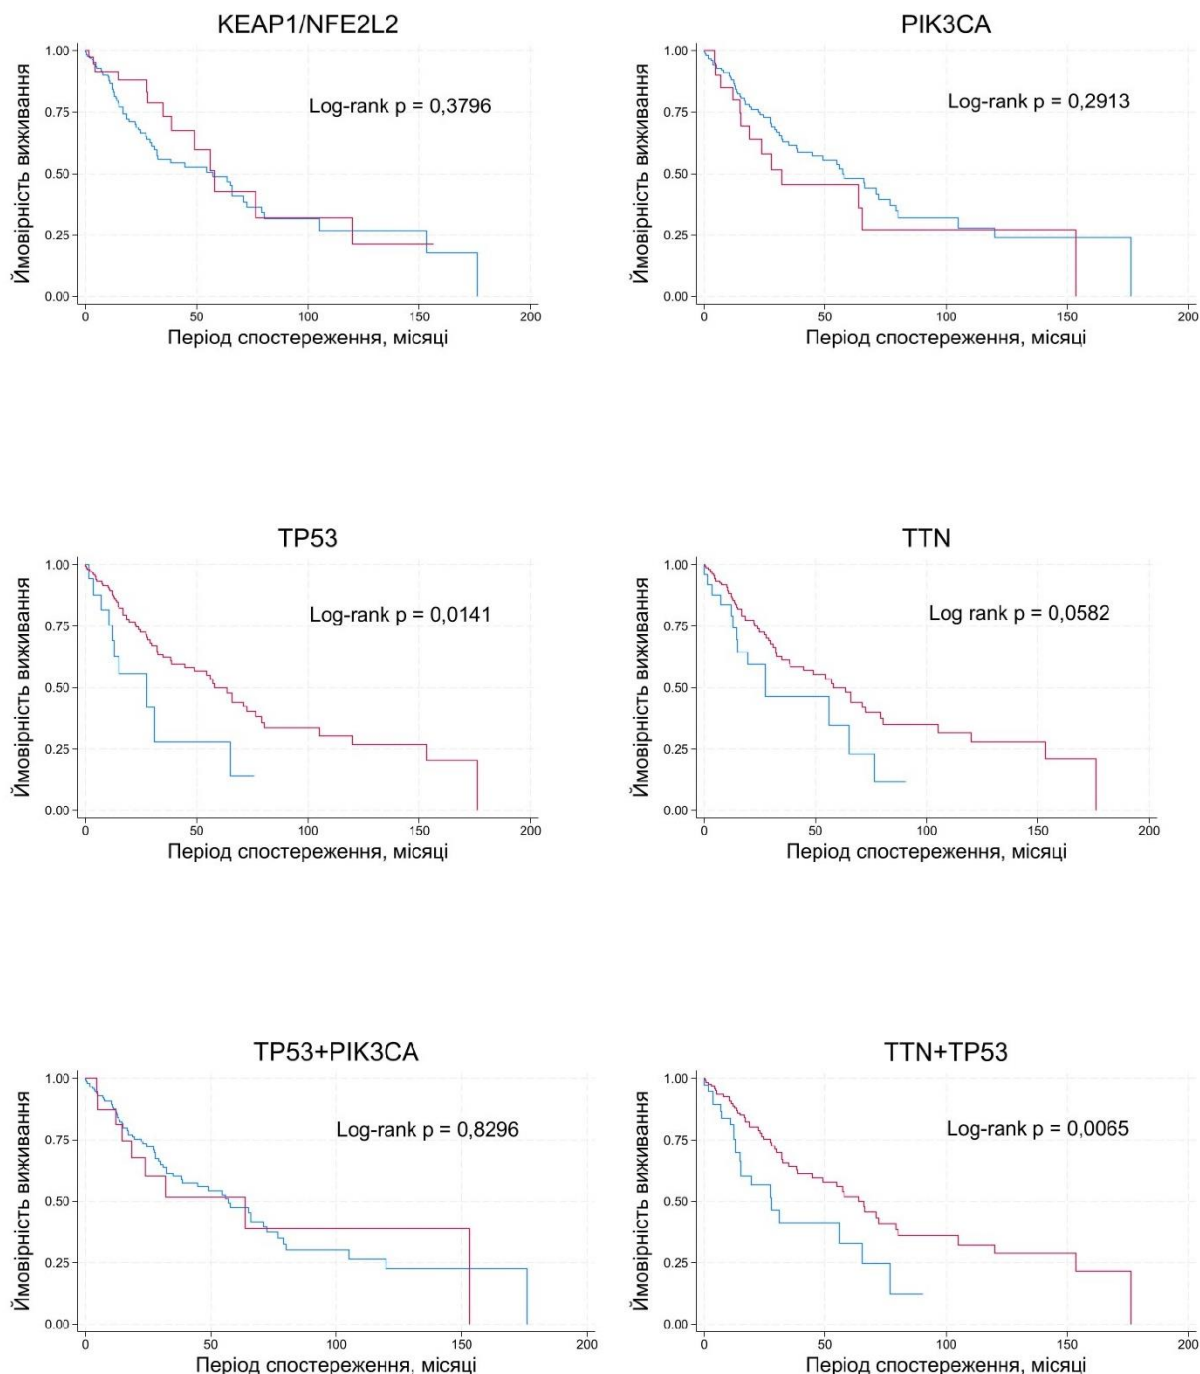 KEAP1/NFE2L2
Log-rank p = 0,3796
Ймовірність виживання
1.00
0.75
0.50
0.25
0.00
0 50 100 150 200
Період спостереження, місяці
PIK3CA
Log-rank p = 0,2913
Ймовірність виживання
1.00
0.75
0.50
0.25
0.00
0 50 100 150 200
Період спостереження, місяці
TP53
Log-rank p = 0,0141
Ймовірність виживання
1.00
0.75
0.50
0.25
0.00
0 50 100 150 200
Період спостереження, місяці
TTN
Log rank p = 0,0582
Ймовірність виживання
1.00
0.75
0.50
0.25
0.00
0 50 100 150 200
Період спостереження, місяці
TP53+PIK3CA
Log-rank p = 0,8296
Ймовірність виживання
1.00
0.75
0.50
0.25
0.00
0 50 100 150 200
Період спостереження, місяці
TTN+TP53
Log-rank p = 0,0065
Ймовірність виживання
1.00
0.75
0.50
0.25
0.00
0 50 100 150 200
Період спостереження, місяці